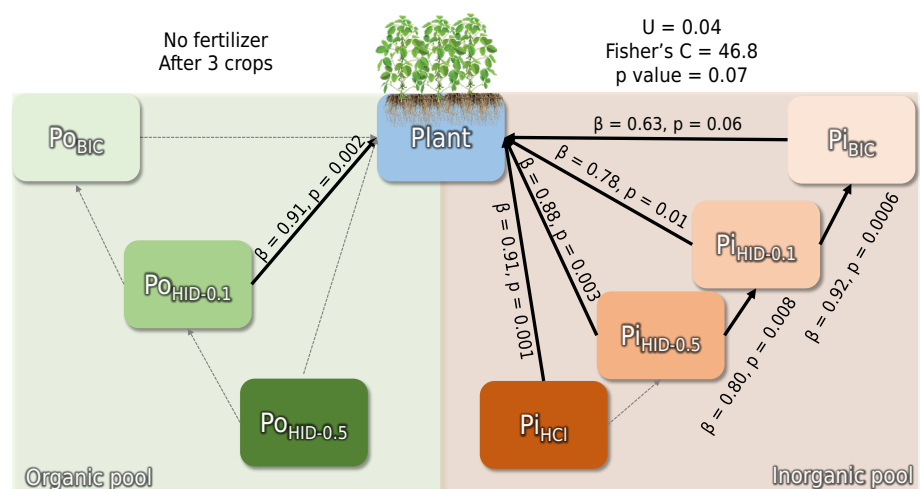 No fertilizer
After 3 crops
U = 0.04
Fisher's C = 46.8
p value = 0.07
Po_BIC
Plant
Pi_BIC
β = 0.63, p = 0.06
β = 0.91, p = 0.002
β = 0.78, p = 0.01
β = 0.88, p = 0.003
β = 0.91, p = 0.001
Po_HID-0.1
Pi_HID-0.1
β = 0.92, p = 0.0006
Pi_HID-0.5
β = 0.80, p = 0.008
Po_HID-0.5
Pi_HCl
Organic pool
Inorganic pool